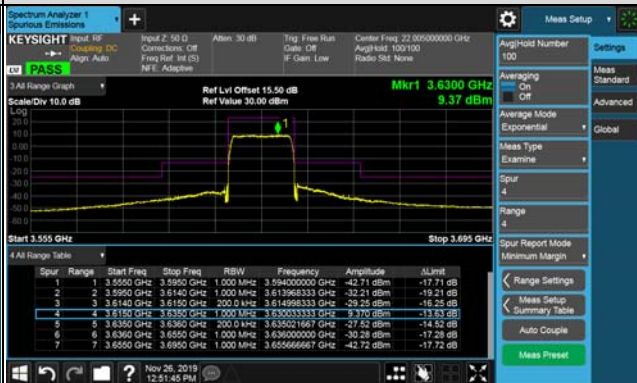 Spectrum Analyzer 1
Spurious Emissions
Meas Setup
KEYSIGHT
Input: RF
Coupling: DC
Align: Auto
Input Z: 50 Ω
Corrections: Off
Freq Ref: Int (S)
NFE: Adaptive
Atten: 30 dB
Trig: Free Run
Gate: Off
IF Gain: Low
Center Freq: 22.005000000 GHz
Avg|Hold: 100/100
Radio Std: None
PASS
3 All Range Graph
Scale/Div 10.0 dB
Ref Lvl Offset 15.50 dB
Ref Value 30.00 dBm
Mkr1 3.6300 GHz
9.37 dBm
Log
20.0
10.0
0.00
-10.0
-20.0
-30.0
-40.0
-50.0
-60.0
1
Start 3.555 GHz
Stop 3.695 GHz
4 All Range Table
Spur Range Start Freq Stop Freq RBW Frequency Amplitude ΔLimit
1 1 3.5550 GHz 3.5950 GHz 1.000 MHz 3.594000000 GHz -42.71 dBm -17.71 dB
2 2 3.5950 GHz 3.6140 GHz 1.000 MHz 3.613968333 GHz -32.21 dBm -19.21 dB
3 3 3.6140 GHz 3.6150 GHz 200.0 kHz 3.614998333 GHz -29.25 dBm -16.25 dB
4 4 3.6150 GHz 3.6350 GHz 1.000 MHz 3.630033333 GHz 9.370 dBm -13.63 dB
5 5 3.6350 GHz 3.6360 GHz 200.0 kHz 3.635021667 GHz -27.52 dBm -14.52 dB
6 6 3.6360 GHz 3.6550 GHz 1.000 MHz 3.636000000 GHz -30.28 dBm -17.28 dB
7 7 3.6550 GHz 3.6950 GHz 1.000 MHz 3.655666667 GHz -42.72 dBm -17.72 dB
Nov 26, 2019
12:51:45 PM
Avg|Hold Number
100
Averaging
On
Off
Average Mode
Exponential
Meas Type
Examine
Spur
4
Range
4
Spur Report Mode
Minimum Margin
Range Settings
Meas Setup
Summary Table
Auto Couple
Meas Preset
Settings
Meas
Standard
Advanced
Global